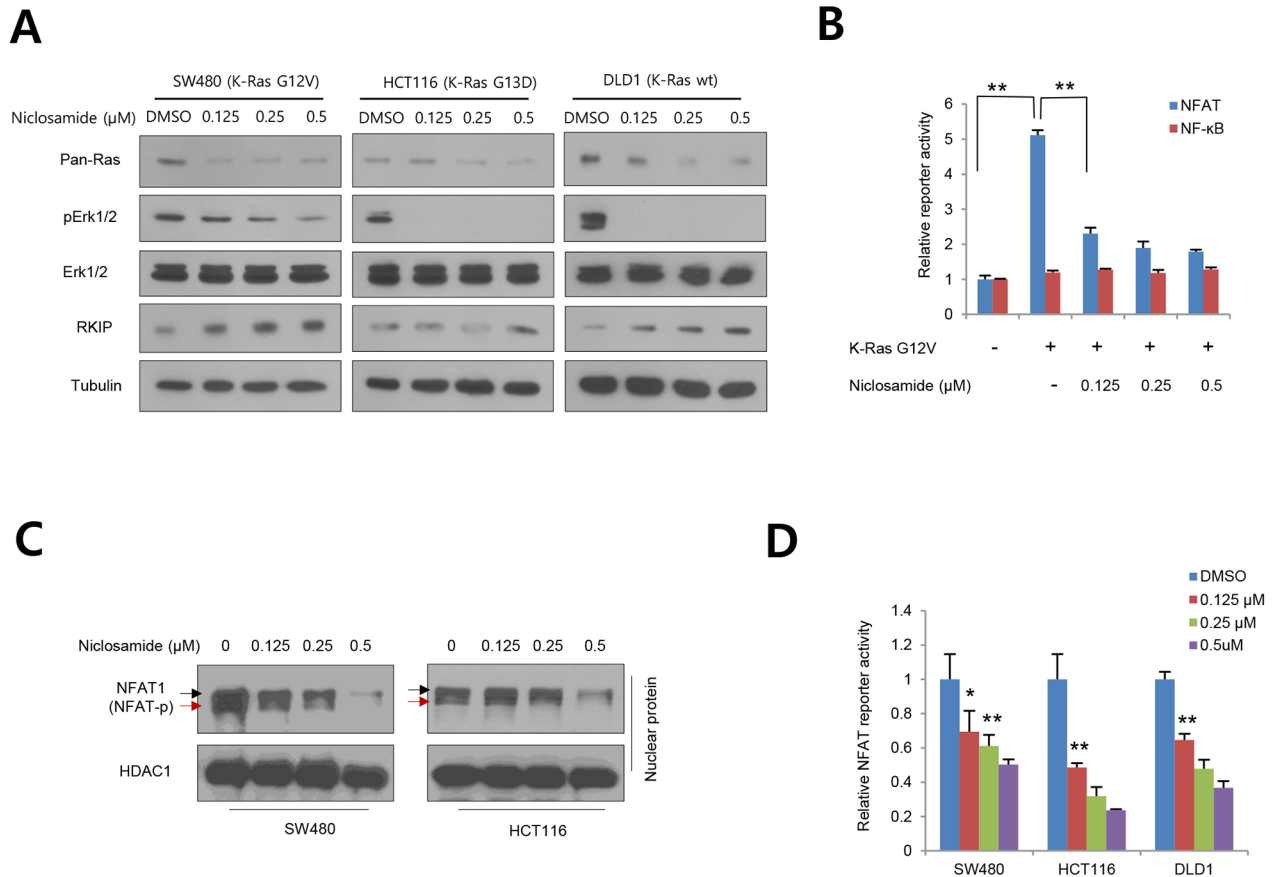 A
SW480 (K-Ras G12V) HCT116 (K-Ras G13D) DLD1 (K-Ras wt)
Niclosamide (μM) DMSO 0.125 0.25 0.5 DMSO 0.125 0.25 0.5 DMSO 0.125 0.25 0.5
Pan-Ras
pErk1/2
Erk1/2
RKIP
Tubulin
B
** **
NFAT
NF-κB
Relative reporter activity
6
5
4
3
2
1
0
K-Ras G12V - + + + +
Niclosamide (μM) - 0.125 0.25 0.5
C
Niclosamide (μM) 0 0.125 0.25 0.5 0 0.125 0.25 0.5
NFAT1
(NFAT-p)
HDAC1
Nuclear protein
SW480 HCT116
D
DMSO
0.125 μM
0.25 μM
0.5uM
Relative NFAT reporter activity
1.4
1.2
1
0.8
0.6
0.4
0.2
0
* ** ** **
SW480 HCT116 DLD1